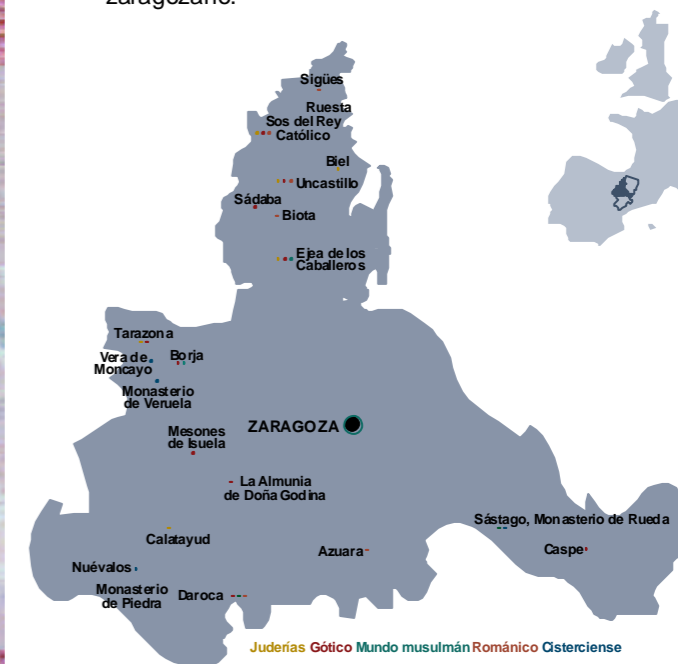 zaragozano.
Sigües
Ruesta
Sos del Rey
Católico
Biel
Uncastillo
Sádaba
Biota
Ejea de los
Caballeros
Tarazona
Vera de
Moncayo
Borja
Monasterio
de Veruela
Mesones
de Isuela
ZARAGOZA
La Almunia
de Doña Godina
Calatayud
Sástago, Monasterio de Rueda
Azuara
Caspe
Nuévalos
Monasterio
de Piedra
Daroca
Juderías Gótico Mundo musulmán Románico Cisterciense